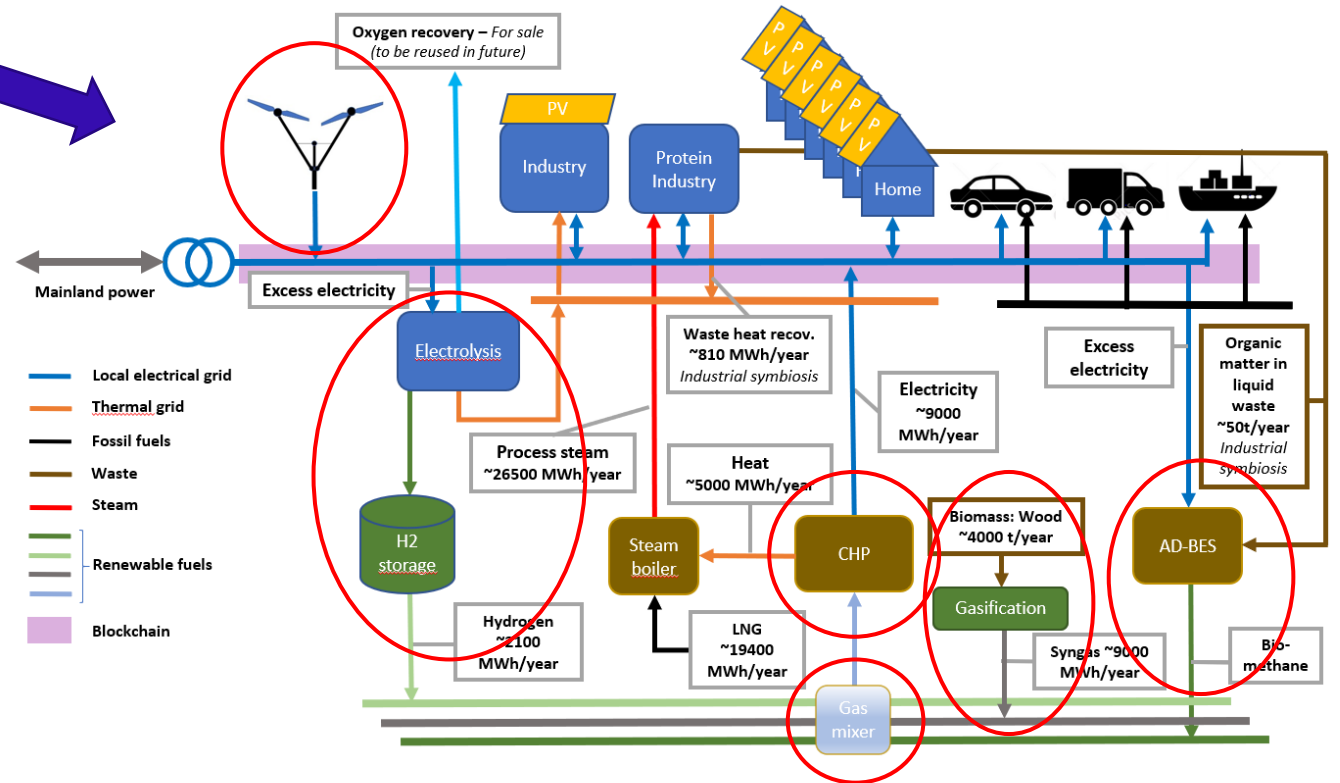 Oxygen recovery – For sale
(to be reused in future)
PV
Industry
Protein
Industry
P
V
P
V
P
V
P
V
P
V
P
V
Home
Mainland power
Excess electricity
Electrolysis
Waste heat recov.
~810 MWh/year
Industrial symbiosis
Electricity
~9000
MWh/year
Excess
electricity
Organic
matter in
liquid
waste
~50t/year
Industrial
symbiosis
Local electrical grid
Thermal grid
Fossil fuels
Waste
Steam
Renewable fuels
Blockchain
Process steam
~26500 MWh/year
Heat
~5000 MWh/year
H2
storage
Steam
boiler
CHP
Biomass: Wood
~4000 t/year
Gasification
AD-BES
Hydrogen
~2100
MWh/year
LNG
~19400
MWh/year
Syngas ~9000
MWh/year
Bio-
methane
Gas
mixer